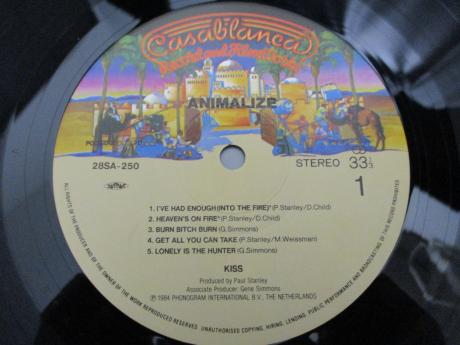 Casablanca
Record and FilmWorks
ANIMALIZE
28SA-250
STEREO 33 1/3
1
1. I'VE HAD ENOUGH(INTO THE FIRE)*(P.Stanley/D.Child)
2. HEAVEN'S ON FIRE*(P.Stanley/D.Child)
3. BURN BITCH BURN (G.Simmons)
4. GET ALL YOU CAN TAKE (P.Stanley/M.Weissman)
5. LONELY IS THE HUNTER (G.Simmons)
KISS
Produced by Paul Stanley
Associate Producer: Gene Simmons
Ⓟ 1984 PHONOGRAM INTERNATIONAL B.V., THE NETHERLANDS
ALL RIGHTS OF THE PRODUCER AND OF THE OWNER OF THE WORK REPRODUCED RESERVED. UNAUTHORISED COPYING, HIRING, LENDING, PUBLIC PERFORMANCE AND BROADCASTING OF THIS RECORD PROHIBITED.